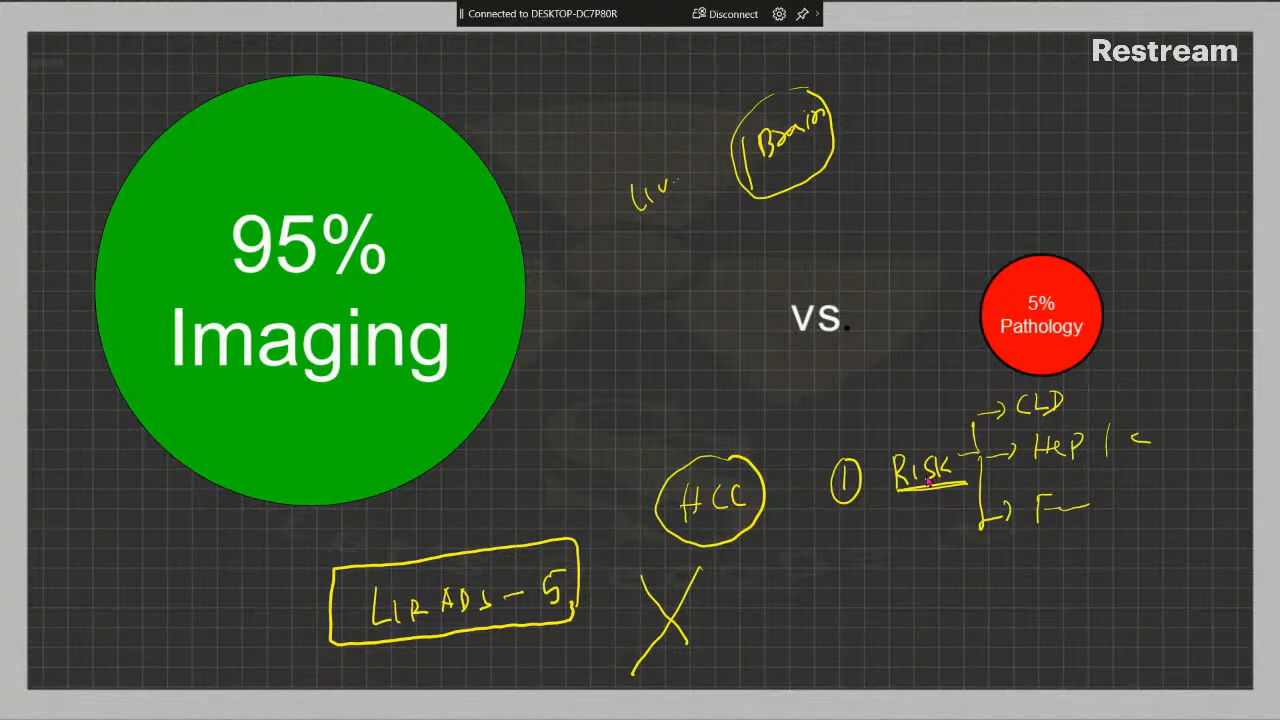 Connected to DESKTOP-DC7P80R
Disconnect
Restream
Brain
Liv
95%
Imaging
vs.
5%
Pathology
CLD
Hep
1 RISK
HCC
LIRADS - 5